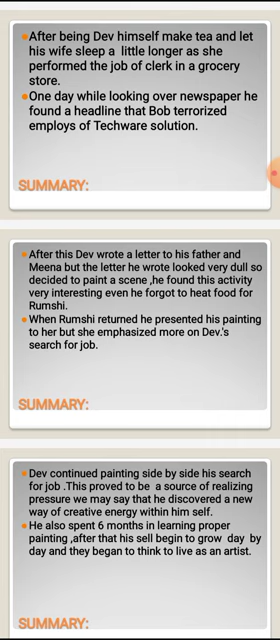 After being Dev himself make tea and let
his wife sleep a little longer as she
performed the job of clerk in a grocery
store.
One day while looking over newspaper he
found a headline that Bob terrorized
employs of Techware solution.
SUMMARY:
After this Dev wrote a letter to his father and
Meena but the letter he wrote looked very dull so
decided to paint a scene ,he found this activity
very interesting even he forgot to heat food for
Rumshi.
When Rumshi returned he presented his painting
to her but she emphasized more on Dev.'s
search for job.
SUMMARY:
Dev continued painting side by side his search
for job .This proved to be a source of realizing
pressure we may say that he discovered a new
way of creative energy within him self.
He also spent 6 months in learning proper
painting ,after that his sell begin to grow day by
day and they began to think to live as an artist.
SUMMARY: